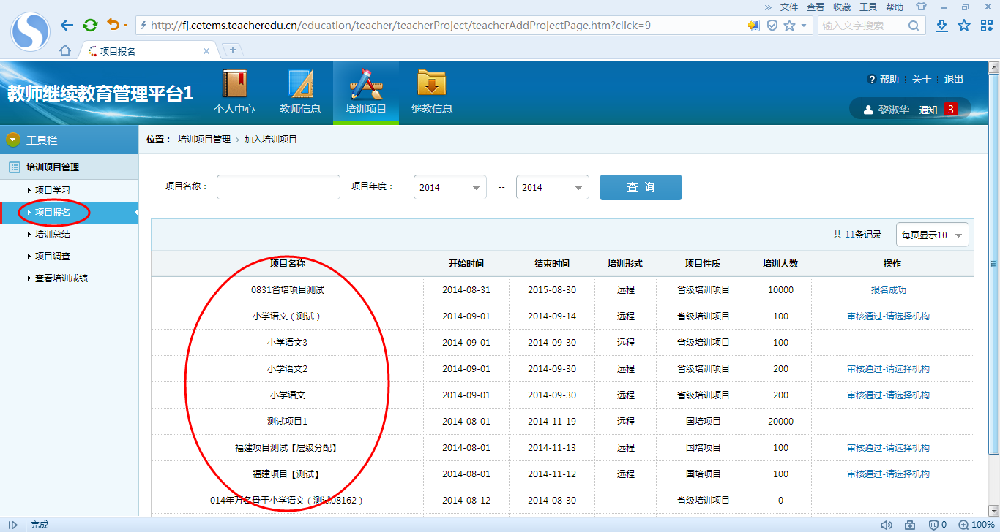 » 文件 查看 收藏 工具 帮助
http://fj.cetems.teacheredu.cn/education/teacher/teacherProject/teacherAddProjectPage.htm?click=9
输入文字搜索
项目报名
教师继续教育管理平台1
个人中心 教师信息 培训项目 继教信息
帮助 关于 退出
黎淑华 通知 3
工具栏
位置： 培训项目管理 > 加入培训项目
培训项目管理
项目学习
项目报名
培训总结
项目调查
查看培训成绩
项目名称： 项目年度： 2014 -- 2014 查 询
共 11条记录 每页显示10
项目名称 开始时间 结束时间 培训形式 项目性质 培训人数 操作
0831省培项目测试 2014-08-31 2015-08-30 远程 省级培训项目 10000 报名成功
小学语文（测试） 2014-09-01 2014-09-14 远程 省级培训项目 100 审核通过-请选择机构
小学语文3 2014-09-01 2014-09-30 远程 省级培训项目 100
小学语文2 2014-09-01 2014-09-30 远程 省级培训项目 200 审核通过-请选择机构
小学语文 2014-09-01 2014-09-30 远程 省级培训项目 200 审核通过-请选择机构
测试项目1 2014-08-01 2014-11-19 远程 国培项目 20000
福建项目测试【层级分配】 2014-08-01 2014-11-13 远程 国培项目 100 审核通过-请选择机构
福建项目【测试】 2014-08-01 2014-11-12 远程 国培项目 100 审核通过-请选择机构
014年万名骨干小学语文（测试08162） 2014-08-12 2014-08-30 省级培训项目 0
完成 0 100%